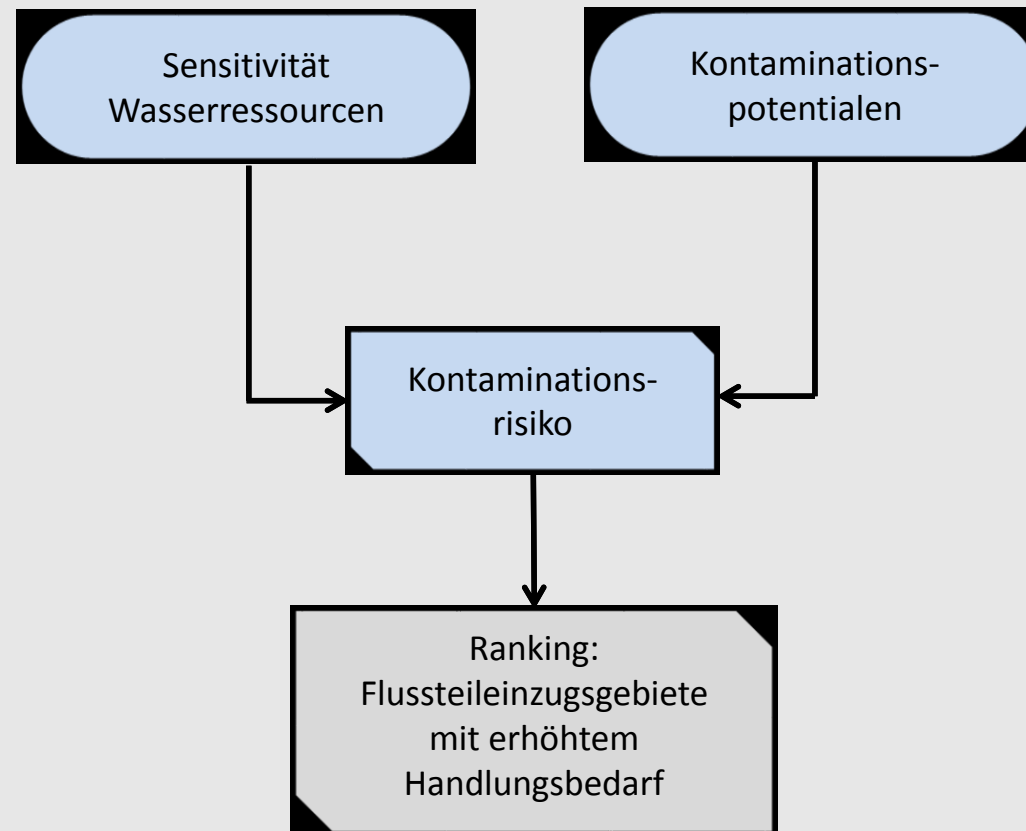 Sensitivität
Wasserressourcen
Kontaminations-
potentialen
Kontaminations-
risiko
Ranking:
Flussteileinzugsgebiete
mit erhöhtem
Handlungsbedarf